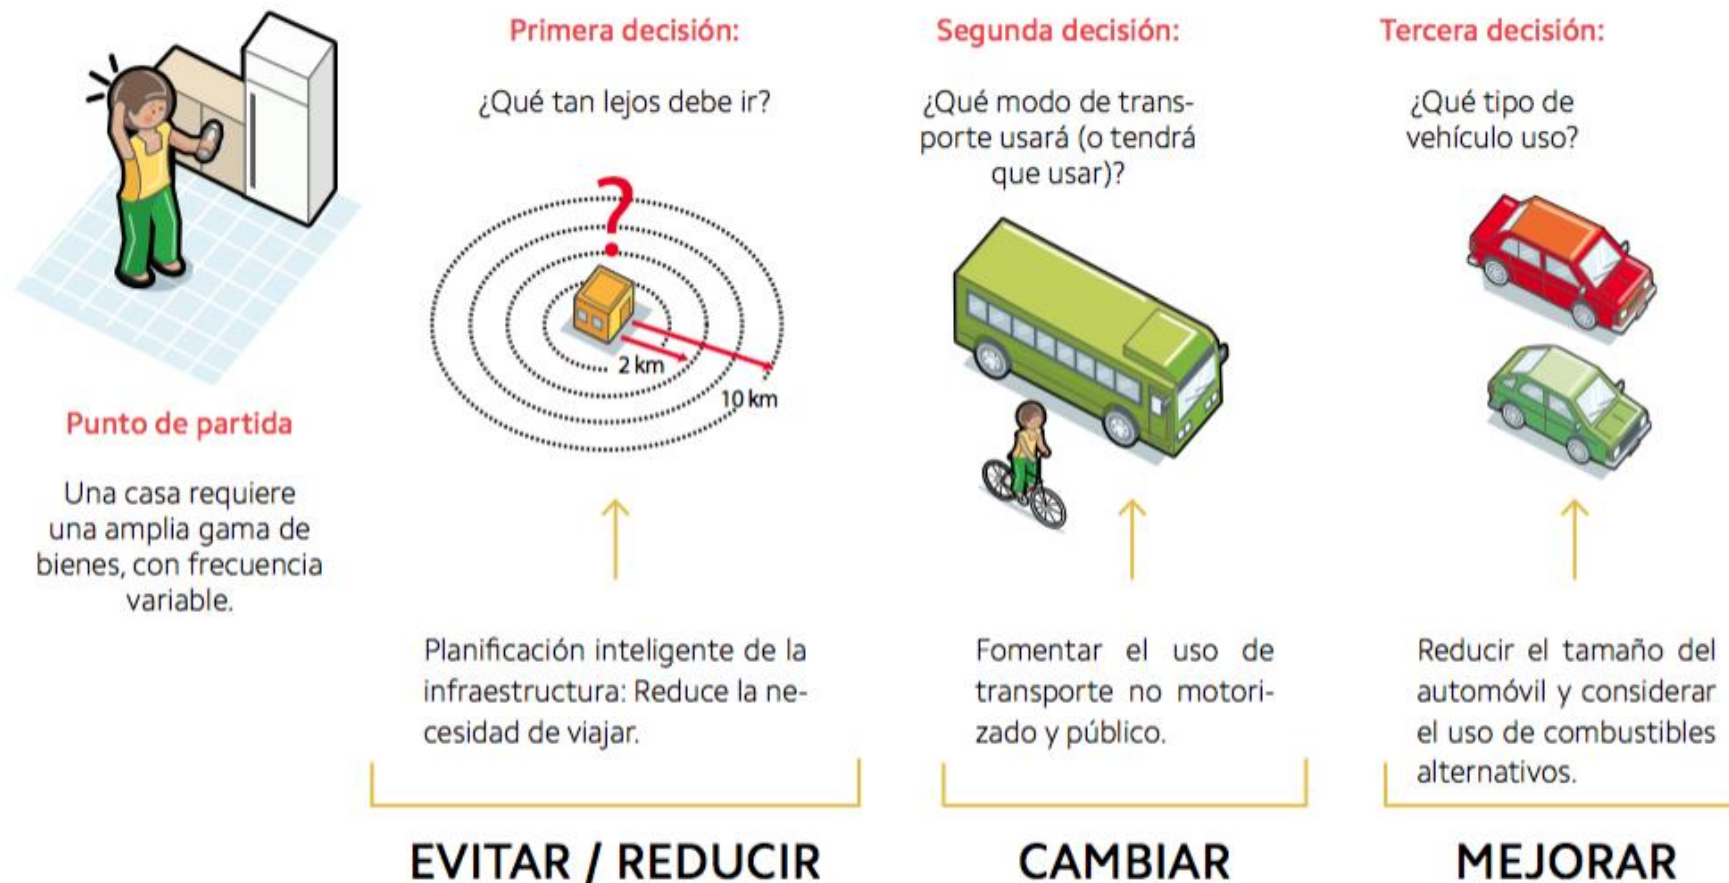 Punto de partida
Una casa requiere
una amplia gama de
bienes, con frecuencia
variable.
Primera decisión:
¿Qué tan lejos debe ir?
?
2 km
10 km
Planificación inteligente de la
infraestructura: Reduce la ne-
cesidad de viajar.
EVITAR / REDUCIR
Segunda decisión:
¿Qué modo de trans-
porte usará (o tendrá
que usar)?
Fomentar el uso de
transporte no motori-
zado y público.
CAMBIAR
Tercera decisión:
¿Qué tipo de
vehículo uso?
Reducir el tamaño del
automóvil y considerar
el uso de combustibles
alternativos.
MEJORAR